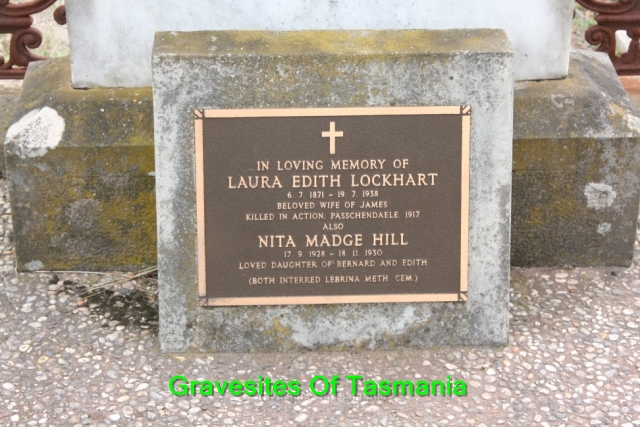 IN LOVING MEMORY OF
LAURA EDITH LOCKHART
6. 7. 1871 - 19. 7. 1938
BELOVED WIFE OF JAMES
KILLED IN ACTION, PASSCHENDAELE 1917
ALSO
NITA MADGE HILL
17. 9. 1928 - 18. 11. 1930
LOVED DAUGHTER OF BERNARD AND EDITH
(BOTH INTERRED LEBRINA METH. CEM.)
Gravesites Of Tasmania